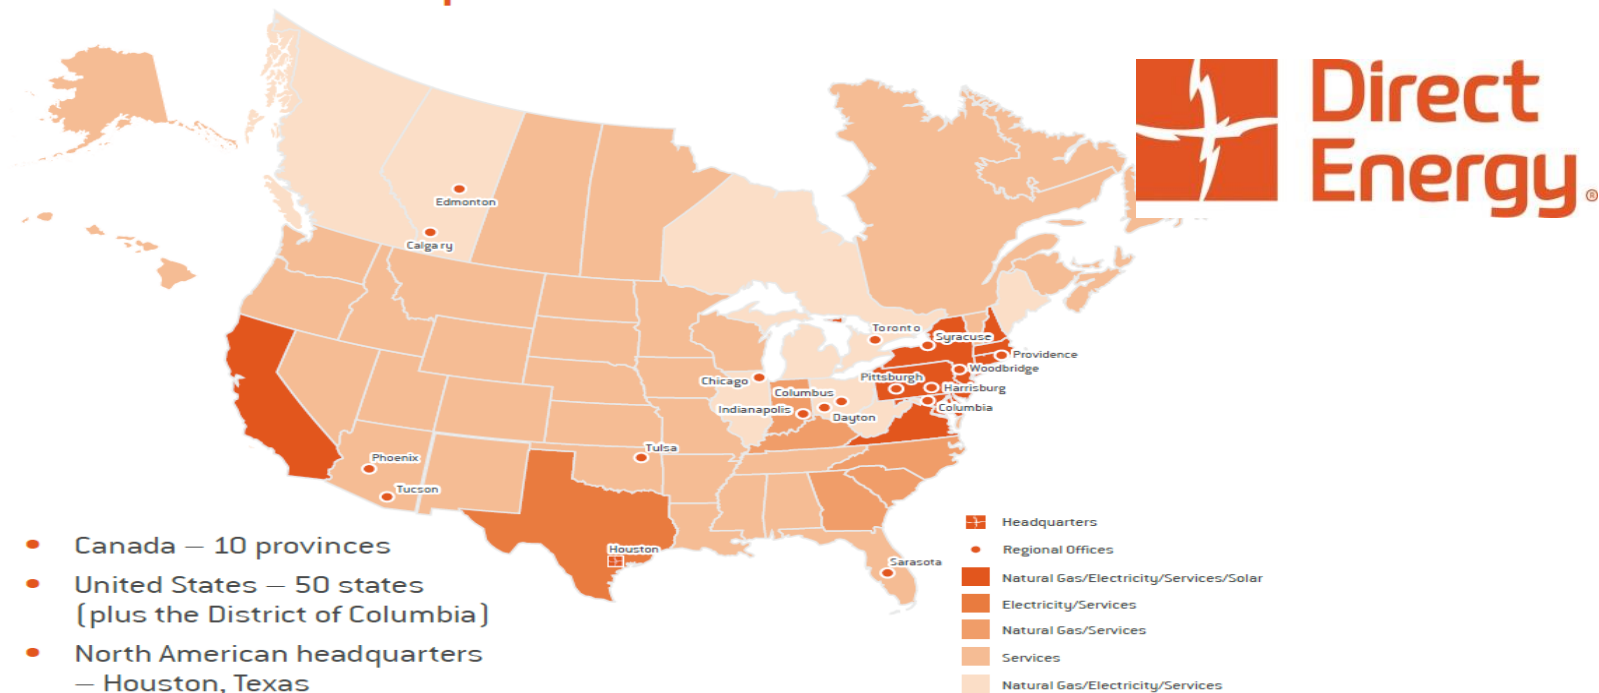 Direct
Energy®
Edmonton
Calgary
Toronto
Syracuse
Providence
Woodbridge
Pittsburgh
Harrisburg
Chicago
Columbus
Columbia
Indianapolis
Dayton
Tulsa
Phoenix
Tucson
Houston
Sarasota
• Canada – 10 provinces
• United States – 50 states
(plus the District of Columbia)
• North American headquarters
– Houston, Texas
Headquarters
Regional Offices
Natural Gas/Electricity/Services/Solar
Electricity/Services
Natural Gas/Services
Services
Natural Gas/Electricity/Services